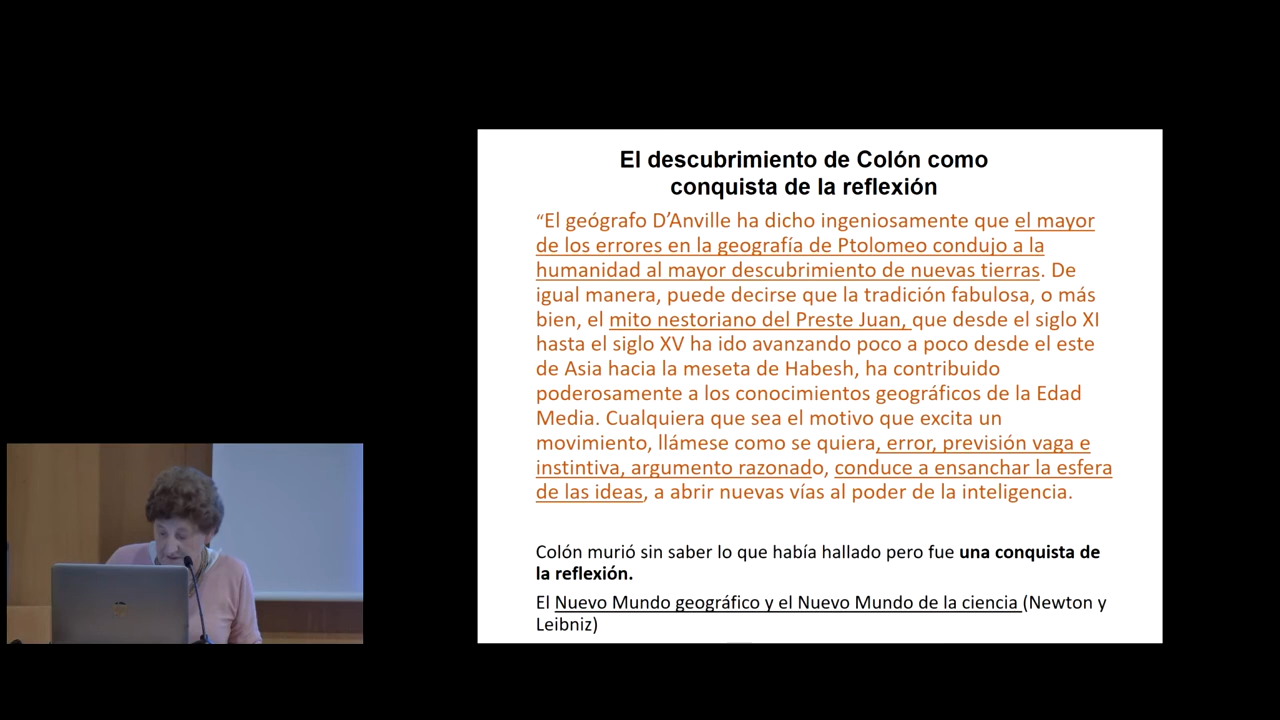 El descubrimiento de Colón como
conquista de la reflexión
“El geógrafo D’Anville ha dicho ingeniosamente que el mayor
de los errores en la geografía de Ptolomeo condujo a la
humanidad al mayor descubrimiento de nuevas tierras. De
igual manera, puede decirse que la tradición fabulosa, o más
bien, el mito nestoriano del Preste Juan, que desde el siglo XI
hasta el siglo XV ha ido avanzando poco a poco desde el este
de Asia hacia la meseta de Habesh, ha contribuido
poderosamente a los conocimientos geográficos de la Edad
Media. Cualquiera que sea el motivo que excita un
movimiento, llámese como se quiera, error, previsión vaga e
instintiva, argumento razonado, conduce a ensanchar la esfera
de las ideas, a abrir nuevas vías al poder de la inteligencia.
Colón murió sin saber lo que había hallado pero fue una conquista de
la reflexión.
El Nuevo Mundo geográfico y el Nuevo Mundo de la ciencia (Newton y
Leibniz)